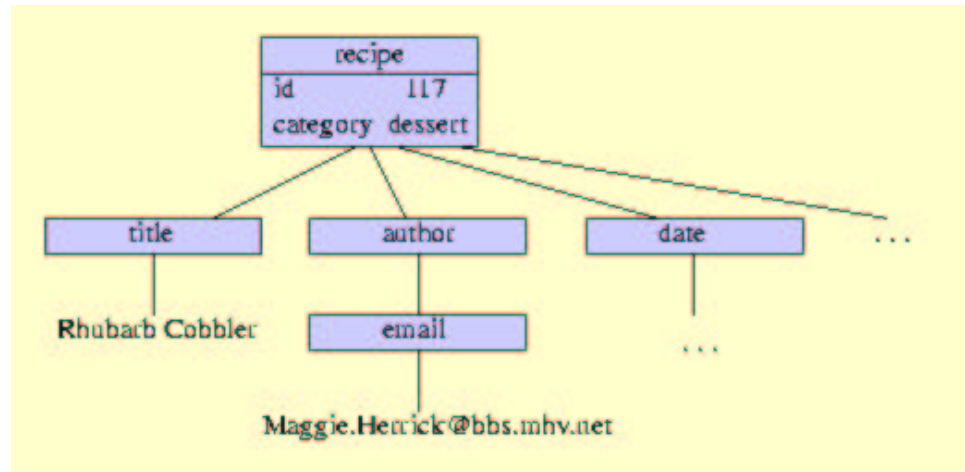 recipe
id 117
category dessert
title author date ...
Rhubarb Cobbler email ...
Maggie.Herrick@bbs.mhv.net